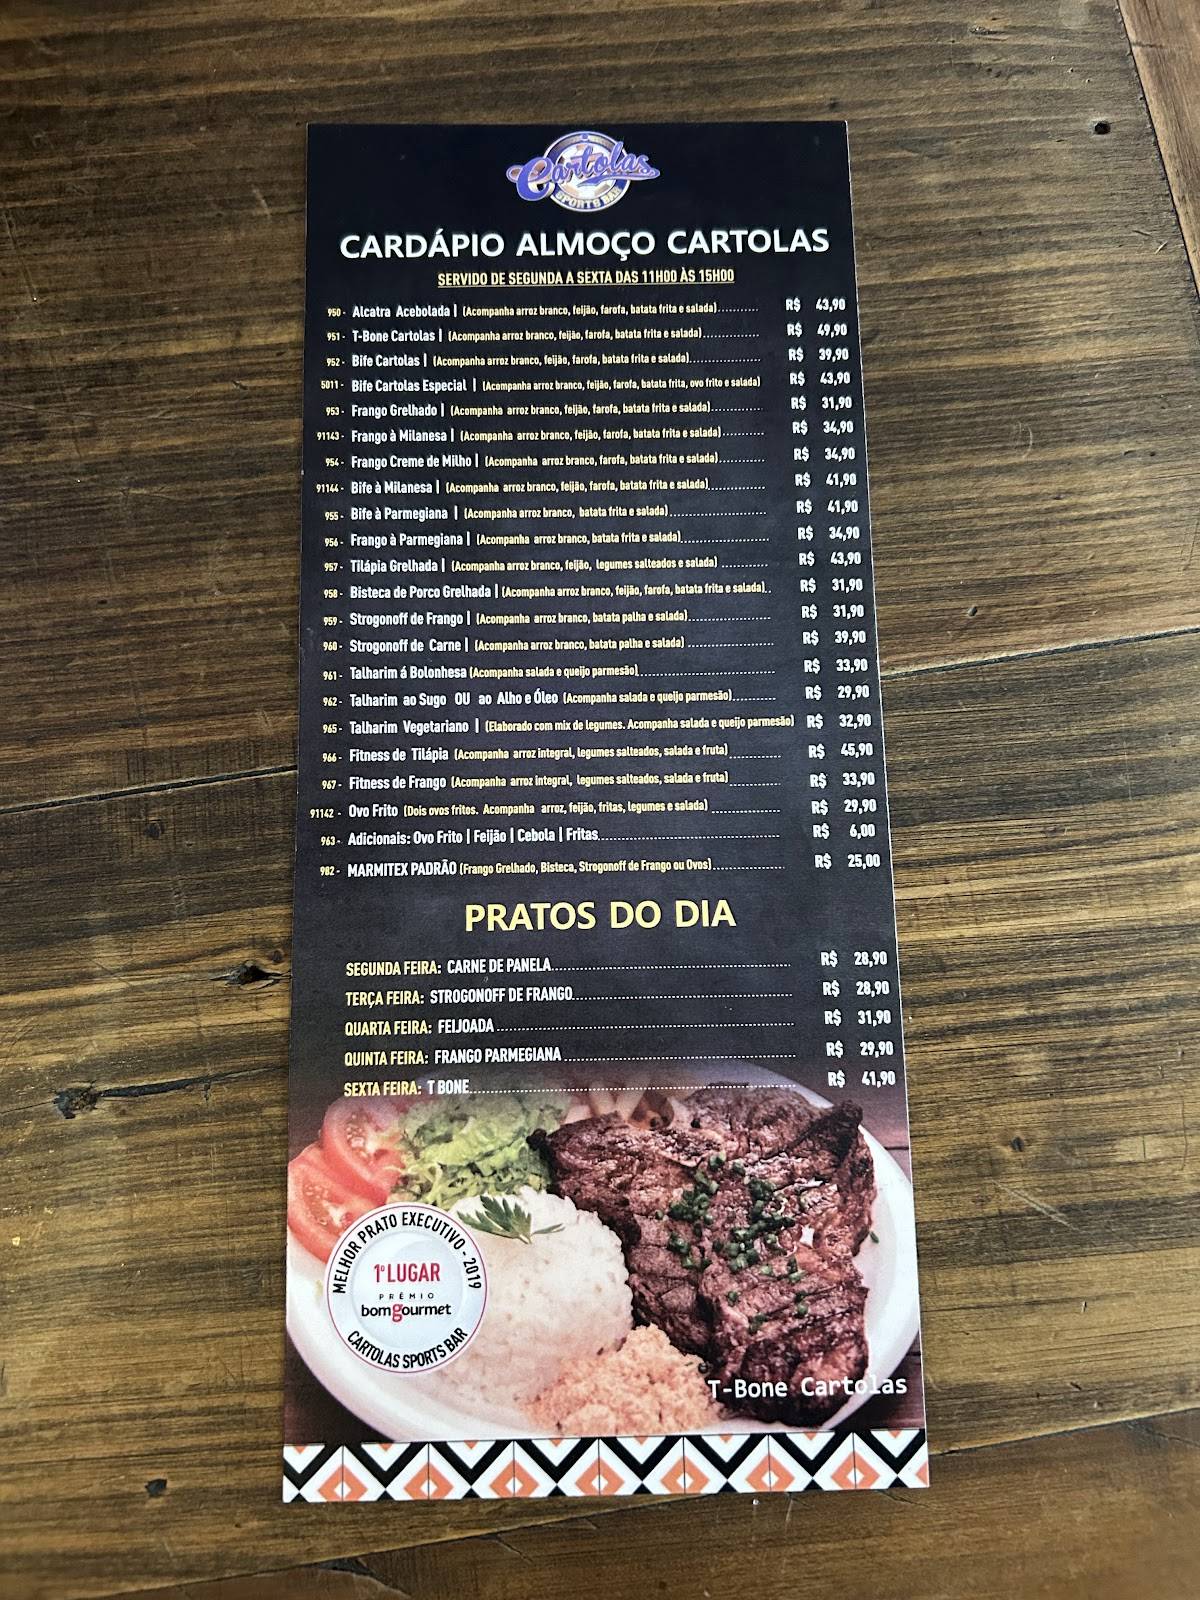 Cartolas
SPORTS BAR
CARDÁPIO ALMOÇO CARTOLAS
SERVIDO DE SEGUNDA A SEXTA DAS 11H00 ÀS 15H00
950 - Alcatra Acebolada | (Acompanha arroz branco, feijão, farofa, batata frita e salada)........... R$ 43,90
951 - T-Bone Cartolas | (Acompanha arroz branco, feijão, farofa, batata frita e salada)............... R$ 49,90
952 - Bife Cartolas | (Acompanha arroz branco, feijão, farofa, batata frita e salada)................... R$ 39,90
5011 - Bife Cartolas Especial | (Acompanha arroz branco, feijão, farofa, batata frita, ovo frito e salada) R$ 43,90
953 - Frango Grelhado | (Acompanha arroz branco, feijão, farofa, batata frita e salada).............. R$ 31,90
91143 - Frango à Milanesa | (Acompanha arroz branco, feijão, farofa, batata frita e salada)........... R$ 34,90
954 - Frango Creme de Milho | (Acompanha arroz branco, farofa, batata frita e salada)............ R$ 34,90
91144 - Bife à Milanesa | (Acompanha arroz branco, feijão, farofa, batata frita e salada)............... R$ 41,90
955 - Bife à Parmegiana | (Acompanha arroz branco, batata frita e salada)......................... R$ 41,90
956 - Frango à Parmegiana | (Acompanha arroz branco, batata frita e salada)....................... R$ 34,90
957 - Tilápia Grelhada | (Acompanha arroz branco, feijão, legumes salteados e salada) ............ R$ 43,90
958 - Bisteca de Porco Grelhada | (Acompanha arroz branco, feijão, farofa, batata frita e salada).. R$ 31,90
959 - Strogonoff de Frango | (Acompanha arroz branco, batata palha e salada)..................... R$ 31,90
960 - Strogonoff de Carne | (Acompanha arroz branco, batata palha e salada) ...................... R$ 39,90
961 - Talharim á Bolonhesa (Acompanha salada e queijo parmesão)................................... R$ 33,90
962 - Talharim ao Sugo OU ao Alho e Óleo (Acompanha salada e queijo parmesão)........... R$ 29,90
965 - Talharim Vegetariano | (Elaborado com mix de legumes. Acompanha salada e queijo parmesão) R$ 32,90
966 - Fitness de Tilápia (Acompanha arroz integral, legumes salteados, salada e fruta) ............. R$ 45,90
967 - Fitness de Frango (Acompanha arroz integral, legumes salteados, salada e fruta) ............. R$ 33,90
91142 - Ovo Frito (Dois ovos fritos. Acompanha arroz, feijão, fritas, legumes e salada) ................. R$ 29,90
963 - Adicionais: Ovo Frito | Feijão | Cebola | Fritas............................................. R$ 6,00
982 - MARMITEX PADRÃO (Frango Grelhado, Bisteca, Strogonoff de Frango ou Ovos).................. R$ 25,00
PRATOS DO DIA
SEGUNDA FEIRA: CARNE DE PANELA............................................................ R$ 28,90
TERÇA FEIRA: STROGONOFF DE FRANGO....................................................... R$ 28,90
QUARTA FEIRA: FEIJOADA ........................................................................... R$ 31,90
QUINTA FEIRA: FRANGO PARMEGIANA .......................................................... R$ 29,90
SEXTA FEIRA: T BONE.................................................................................. R$ 41,90
MELHOR PRATO EXECUTIVO - 2019
1º LUGAR
PRÊMIO
bomgourmet
CARTOLAS SPORTS BAR
T-Bone Cartolas